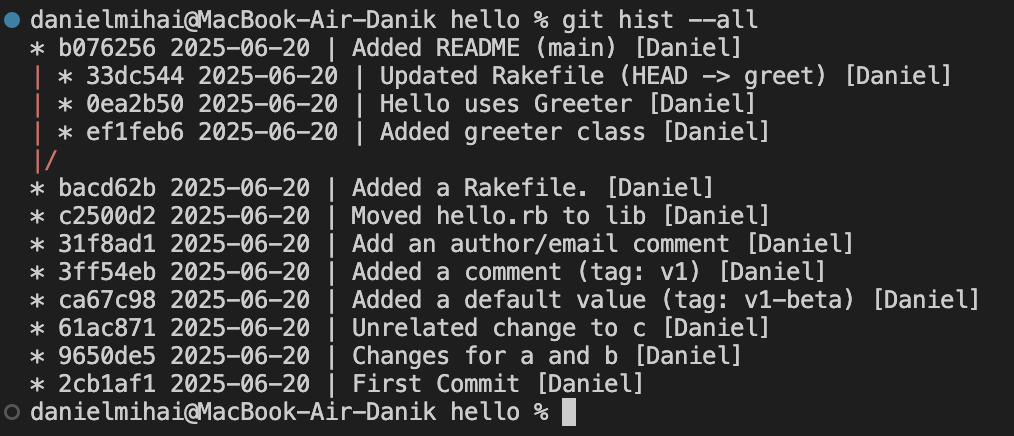 danielmihai@MacBook-Air-Danik hello % git hist --all
* b076256 2025-06-20 | Added README (main) [Daniel]
| * 33dc544 2025-06-20 | Updated Rakefile (HEAD -> greet) [Daniel]
| * 0ea2b50 2025-06-20 | Hello uses Greeter [Daniel]
| * ef1feb6 2025-06-20 | Added greeter class [Daniel]
|/
* bacd62b 2025-06-20 | Added a Rakefile. [Daniel]
* c2500d2 2025-06-20 | Moved hello.rb to lib [Daniel]
* 31f8ad1 2025-06-20 | Add an author/email comment [Daniel]
* 3ff54eb 2025-06-20 | Added a comment (tag: v1) [Daniel]
* ca67c98 2025-06-20 | Added a default value (tag: v1-beta) [Daniel]
* 61ac871 2025-06-20 | Unrelated change to c [Daniel]
* 9650de5 2025-06-20 | Changes for a and b [Daniel]
* 2cb1af1 2025-06-20 | First Commit [Daniel]
danielmihai@MacBook-Air-Danik hello %